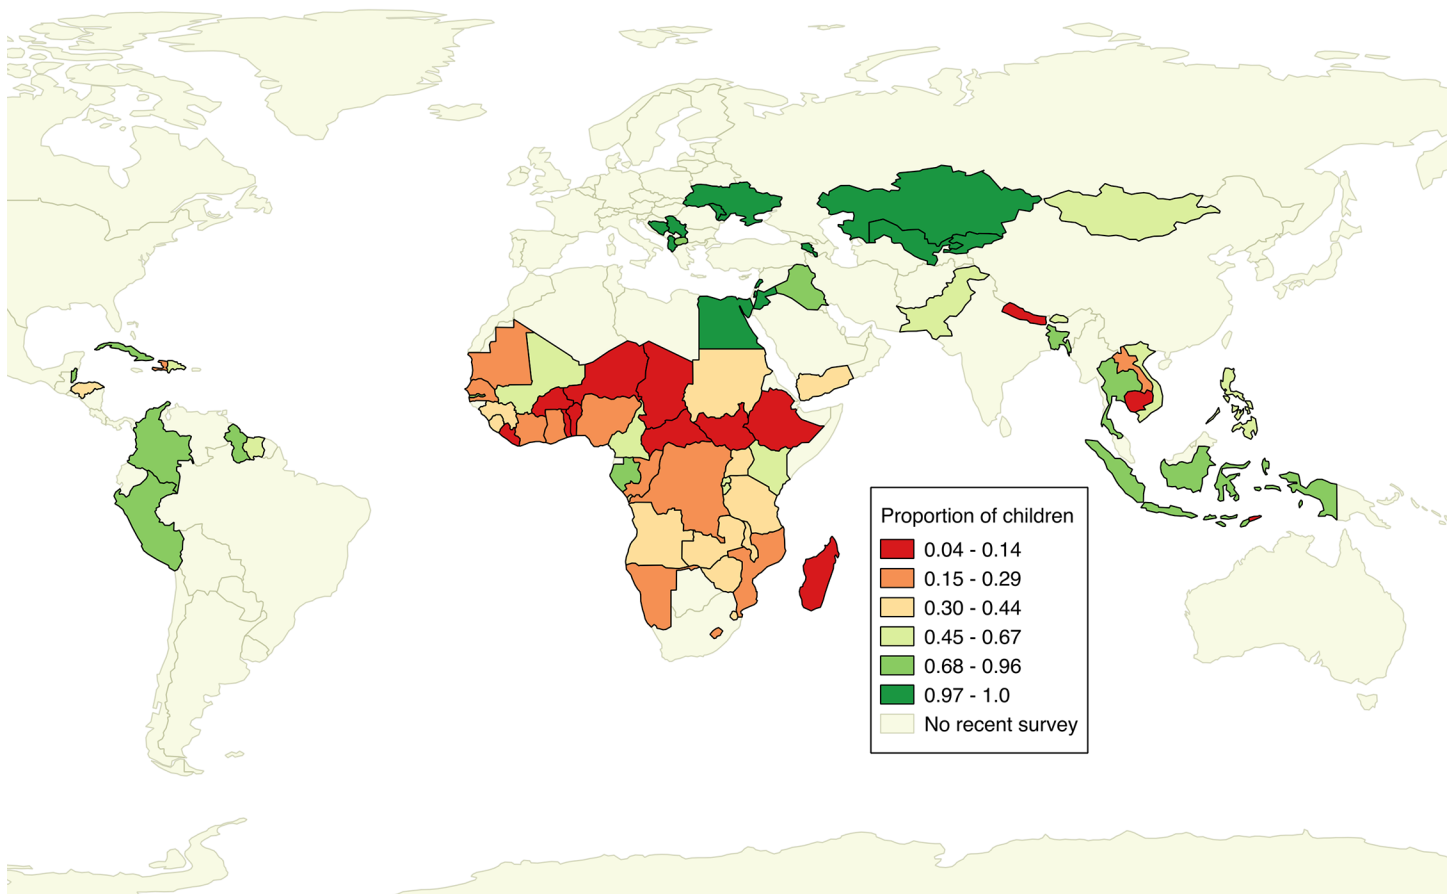 Proportion of children
0.04 - 0.14
0.15 - 0.29
0.30 - 0.44
0.45 - 0.67
0.68 - 0.96
0.97 - 1.0
No recent survey